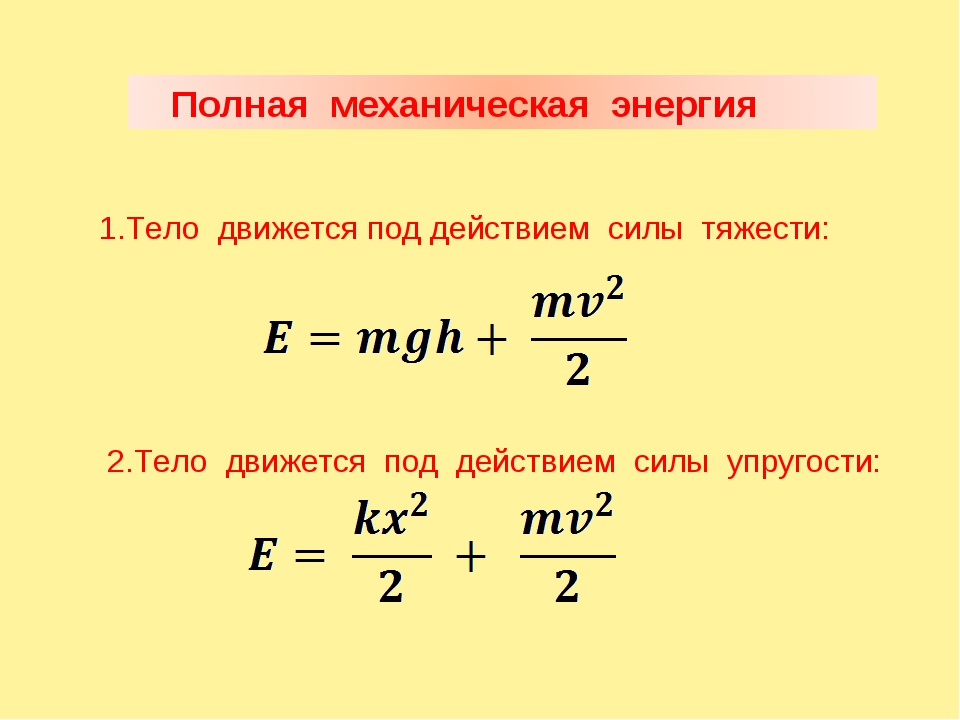 Полная механическая энергия
1.Тело движется под действием силы тяжести:
E = mgh + mv²/2
2.Тело движется под действием силы упругости:
E = kx²/2 + mv²/2